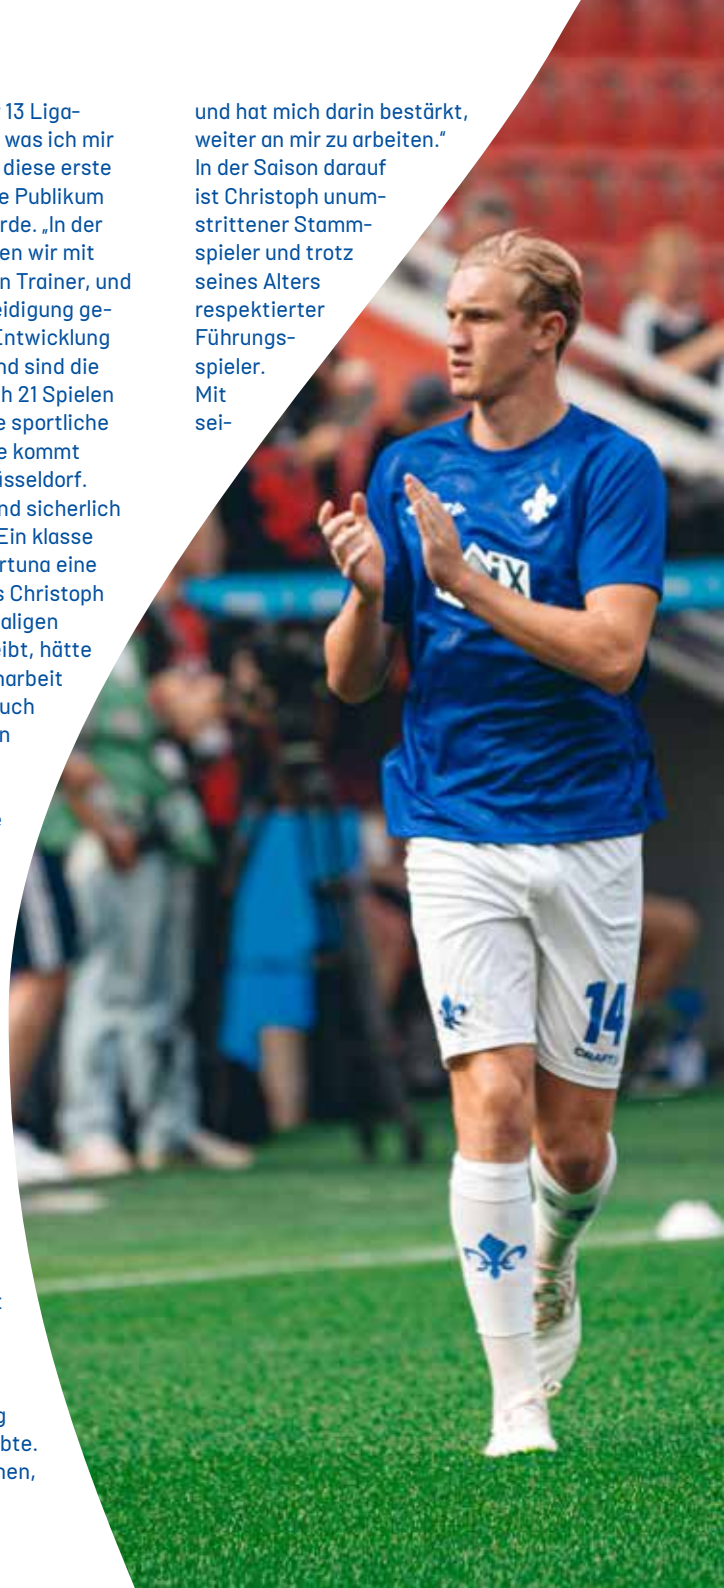 13 Liga-
was ich mir
diese erste
e Publikum
rde. „In der
en wir mit
n Trainer, und
eidigung ge-
Entwicklung
nd sind die
h 21 Spielen
e sportliche
e kommt
üsseldorf.
nd sicherlich
Ein klasse
rtuna eine
s Christoph
aligen
eibt, hätte
narbeit
uch
n
e
t
g
bte.
nen,
und hat mich darin bestärkt,
weiter an mir zu arbeiten.“
In der Saison darauf
ist Christoph unum-
strittener Stamm-
spieler und trotz
seines Alters
respektierter
Führungs-
spieler.
Mit
sei-
14
CRAFT